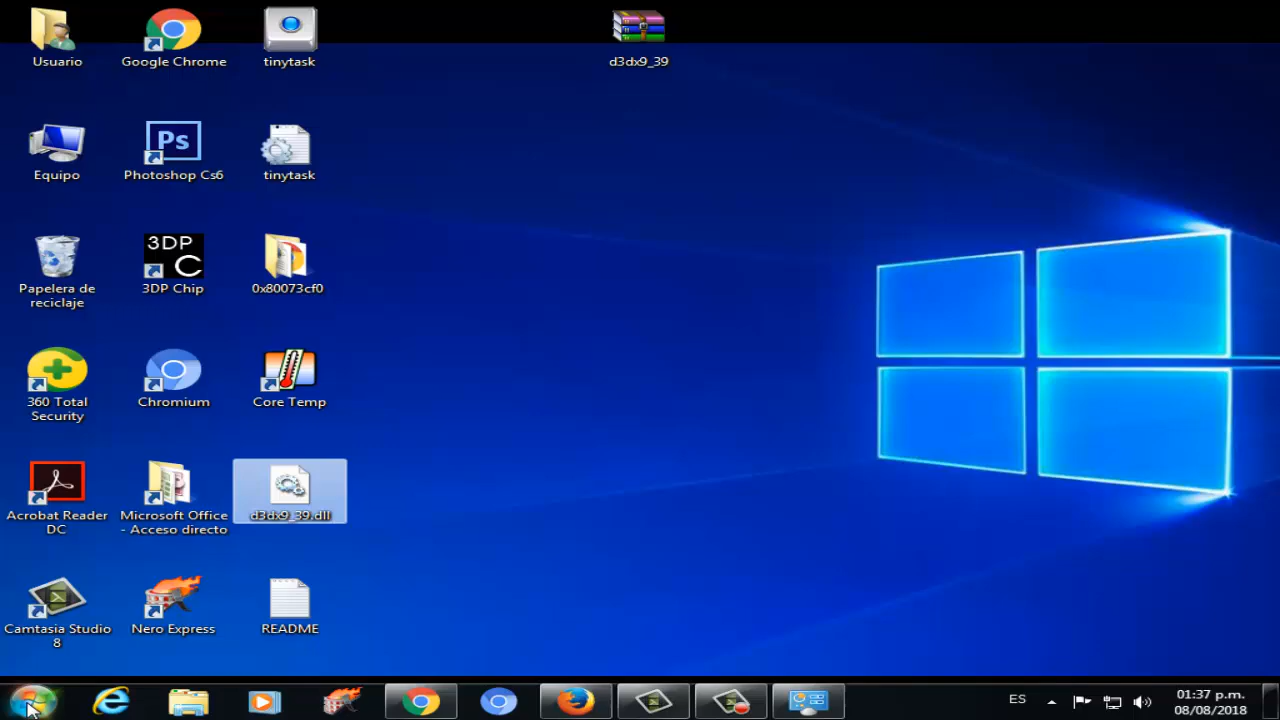 Usuario
Google Chrome
tinytask
d3dx9_39
Equipo
Ps
Photoshop Cs6
tinytask
Papelera de
reciclaje
3DP
C
3DP Chip
0x80073cf0
360 Total
Security
Chromium
Core Temp
Acrobat Reader
DC
Microsoft Office
- Acceso directo
d3dx9_39.dll
Camtasia Studio
8
Nero Express
README
ES
01:37 p.m.
08/08/2018